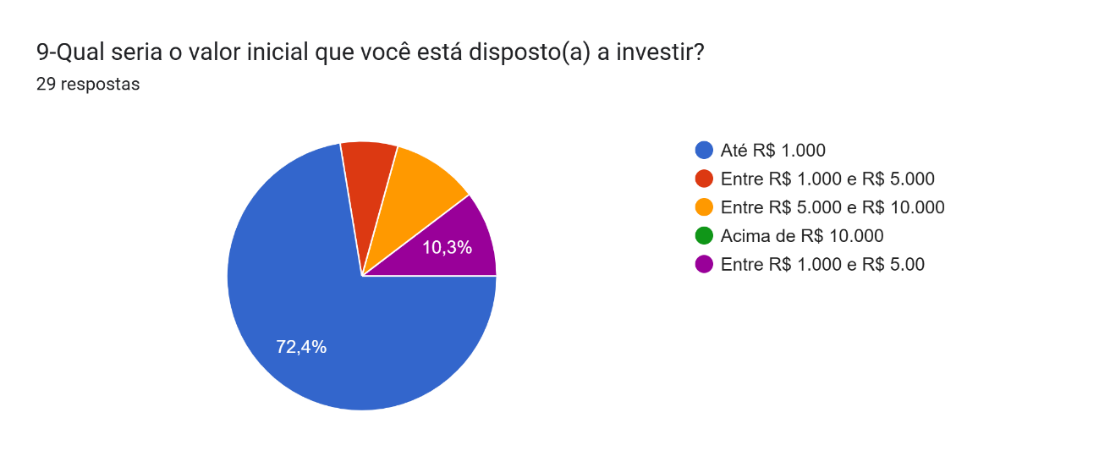 9-Qual seria o valor inicial que você está disposto(a) a investir?
29 respostas
Até R$ 1.000
Entre R$ 1.000 e R$ 5.000
Entre R$ 5.000 e R$ 10.000
Acima de R$ 10.000
Entre R$ 1.000 e R$ 5.00
10,3%
72,4%